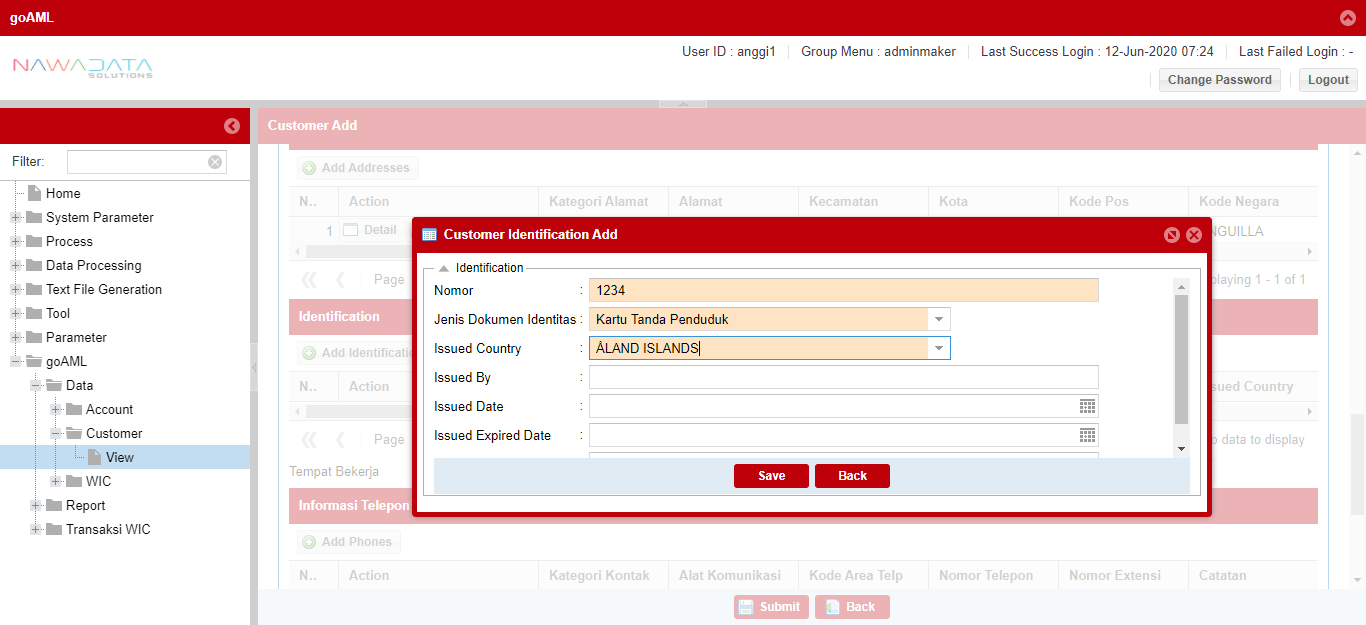 goAML
NAWADATA
SOLUTIONS
User ID : anggi1
Group Menu : adminmaker
Last Success Login : 12-Jun-2020 07:24
Last Failed Login : -
Change Password
Logout
Filter:
Home
System Parameter
Process
Data Processing
Text File Generation
Tool
Parameter
goAML
Data
Account
Customer
View
WIC
Report
Transaksi WIC
Customer Add
Add Addresses
N.. Action Kategori Alamat Alamat Kecamatan Kota Kode Pos Kode Negara
1 Detail NGUILLA
Page playing 1 - 1 of 1
Identification
Add Identificatio
N.. Action sued Country
Page o data to display
Tempat Bekerja
Informasi Telepon
Add Phones
N.. Action Kategori Kontak Alat Komunikasi Kode Area Telp Nomor Telepon Nomor Extensi Catatan
Submit Back
Customer Identification Add
Identification
Nomor : 1234
Jenis Dokumen Identitas : Kartu Tanda Penduduk
Issued Country : ÅLAND ISLANDS
Issued By :
Issued Date :
Issued Expired Date :
Save Back